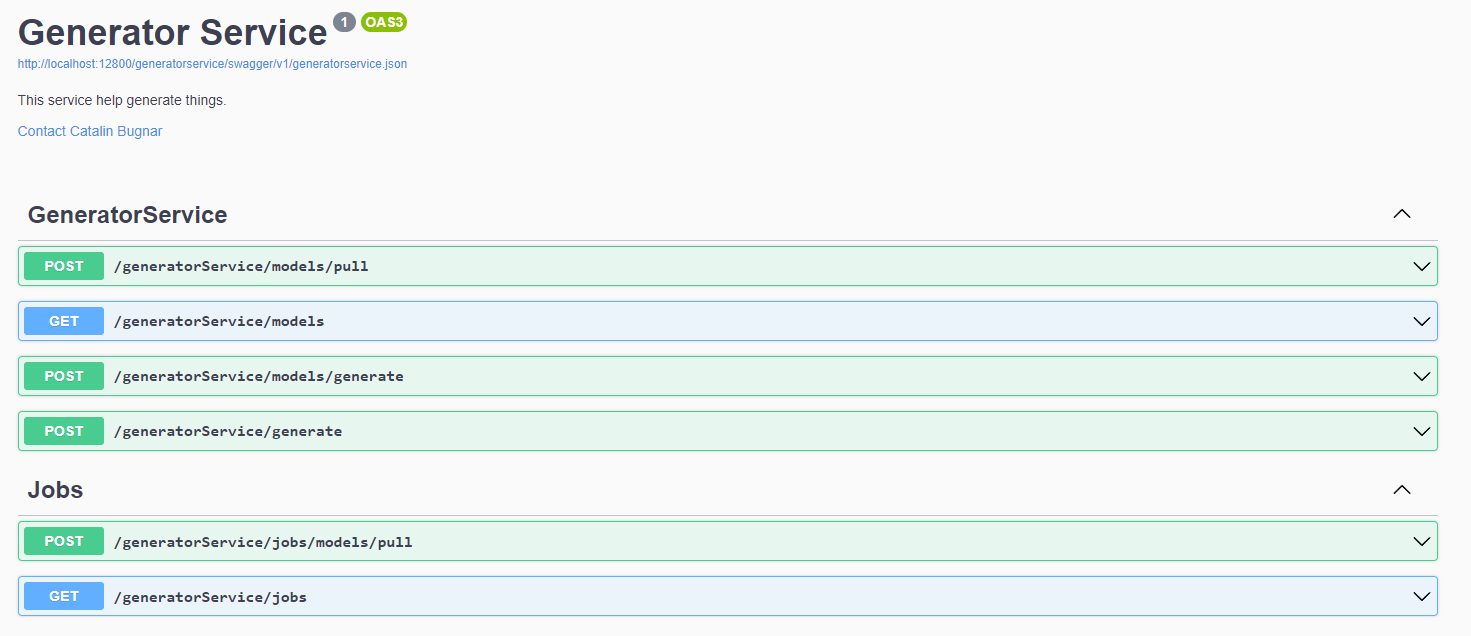 Generator Service 1 OAS3
http://localhost:12800/generatorservice/swagger/v1/generatorservice.json
This service help generate things.
Contact Catalin Bugnar
GeneratorService
POST /generatorService/models/pull
GET /generatorService/models
POST /generatorService/models/generate
POST /generatorService/generate
Jobs
POST /generatorService/jobs/models/pull
GET /generatorService/jobs